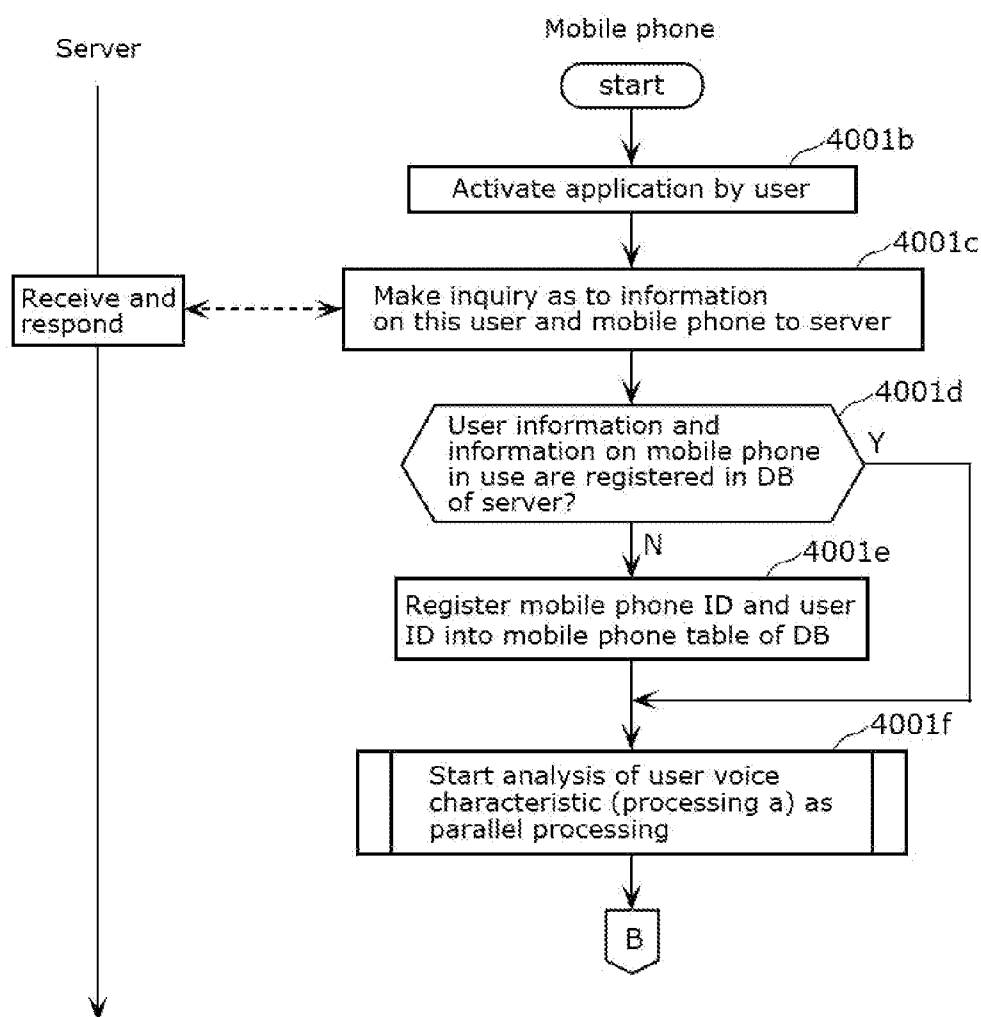 Mobile phone
Server
start
4001b
Activate application by user
4001c
Receive and
respond
Make inquiry as to information
on this user and mobile phone to server
4001d
User information and
information on mobile phone
in use are registered in DB
of server?
Y
N
4001e
Register mobile phone ID and user
ID into mobile phone table of DB
4001f
Start analysis of user voice
characteristic (processing a) as
parallel processing
B